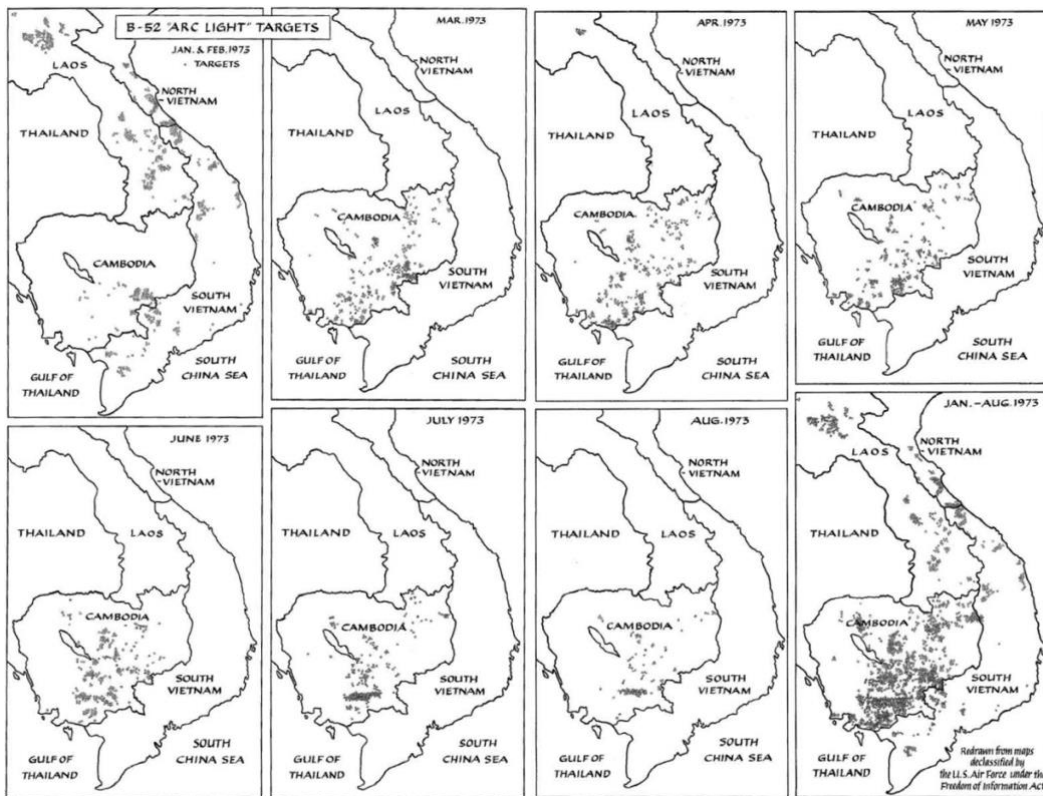 B-52 "ARC LIGHT" TARGETS
JAN. & FEB. 1973
• TARGETS
LAOS
NORTH
VIETNAM
THAILAND
CAMBODIA
SOUTH
VIETNAM
GULF OF
THAILAND
SOUTH
CHINA SEA
MAR. 1973
NORTH
VIETNAM
LAOS
THAILAND
CAMBODIA
SOUTH
VIETNAM
GULF OF
THAILAND
SOUTH
CHINA SEA
APR. 1973
NORTH
VIETNAM
LAOS
THAILAND
CAMBODIA
SOUTH
VIETNAM
GULF OF
THAILAND
SOUTH
CHINA SEA
MAY 1973
NORTH
VIETNAM
LAOS
THAILAND
CAMBODIA
SOUTH
VIETNAM
GULF OF
THAILAND
SOUTH
CHINA SEA
JUNE 1973
NORTH
VIETNAM
THAILAND
LAOS
CAMBODIA
SOUTH
VIETNAM
GULF OF
THAILAND
SOUTH
CHINA SEA
JULY 1973
NORTH
VIETNAM
THAILAND
LAOS
CAMBODIA
SOUTH
VIETNAM
GULF OF
THAILAND
SOUTH
CHINA SEA
AUG. 1973
NORTH
VIETNAM
THAILAND
LAOS
CAMBODIA
SOUTH
VIETNAM
GULF OF
THAILAND
SOUTH
CHINA SEA
JAN.-AUG. 1973
LAOS
NORTH
VIETNAM
THAILAND
CAMBODIA
SOUTH
VIETNAM
GULF OF
THAILAND
Redrawn from maps
declassified by
the U.S. Air Force under the
Freedom of Information Act